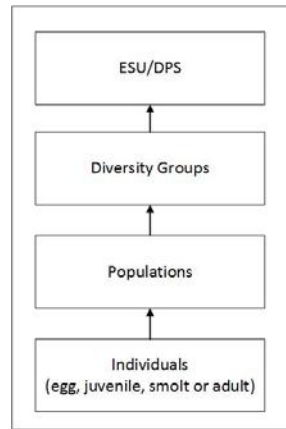 ESU/DPS
Diversity Groups
Populations
Individuals
(egg, juvenile, smolt or adult)